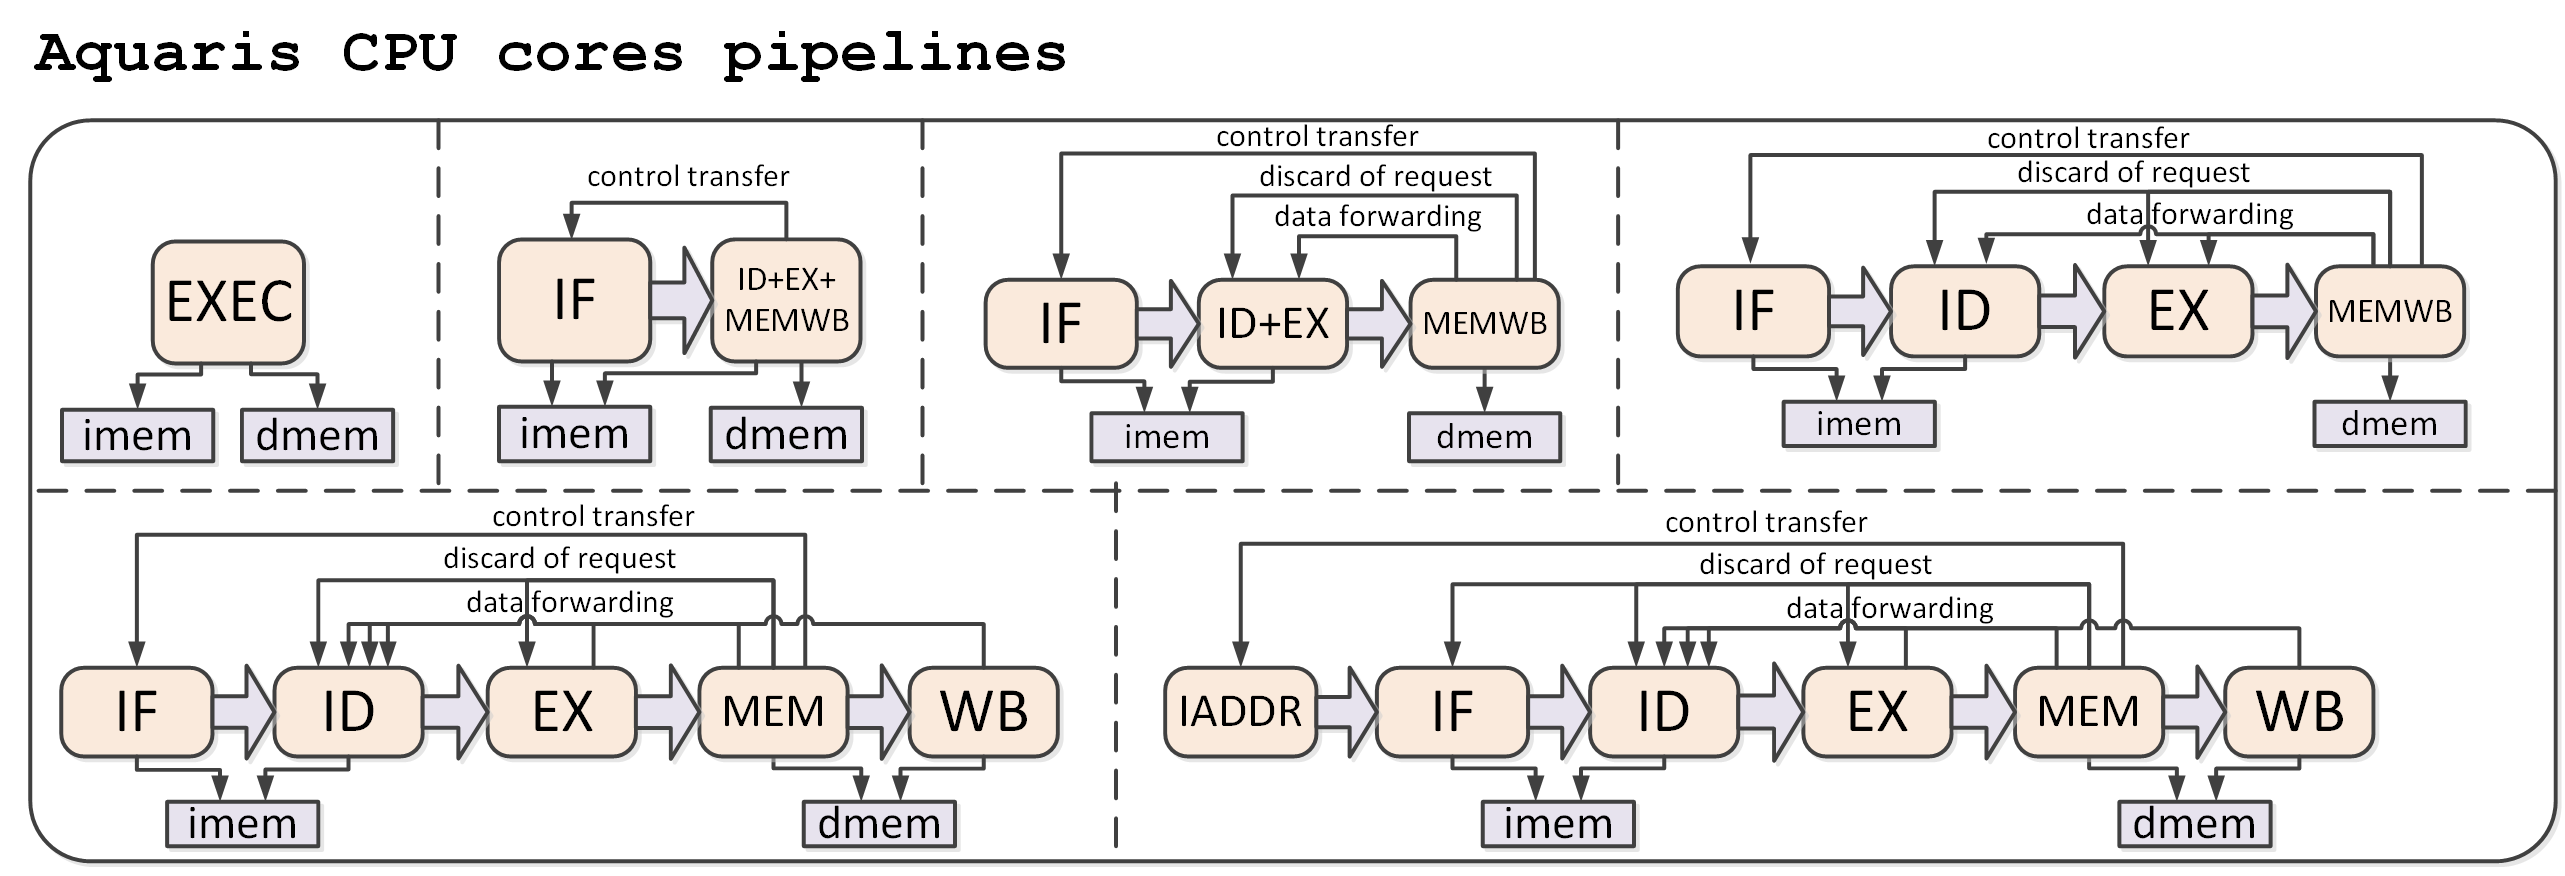 Aquaris CPU cores pipelines
EXEC
imem
dmem
control transfer
IF
ID+EX+
MEMWB
imem
dmem
control transfer
discard of request
data forwarding
IF
ID+EX
MEMWB
imem
dmem
control transfer
discard of request
data forwarding
IF
ID
EX
MEMWB
imem
dmem
control transfer
discard of request
data forwarding
IF
ID
EX
MEM
WB
imem
dmem
control transfer
discard of request
data forwarding
IADDR
IF
ID
EX
MEM
WB
imem
dmem